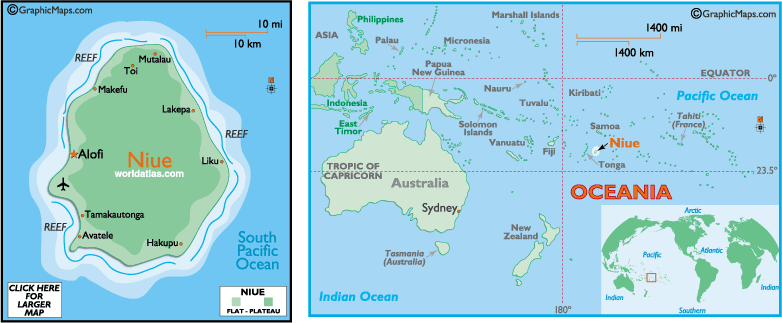 ©GraphicMaps.com
10 mi
10 km
REEF
Mutalau
Toi
Makefu
Lakepa
REEF
Alofi
Niue
worldatlas.com
Liku
Tamakautonga
REEF
Avatele
Hakupu
South
Pacific
Ocean
CLICK HERE
FOR
LARGER
MAP
NIUE
FLAT - PLATEAU
©GraphicMaps.com
Philippines
Marshall Islands
1400 mi
1400 km
ASIA
Palau
Micronesia
Papua
New Guinea
EQUATOR
0°
Nauru
Kiribati
Pacific Ocean
Indonesia
Tuvalu
East
Timor
Solomon
Islands
Samoa
Tahiti
(France)
Vanuatu
Fiji
Niue
Tonga
TROPIC OF
CAPRICORN
23.5°
Australia
OCEANIA
Sydney
New
Zealand
Tasmania
(Australia)
Indian Ocean
180°
Arctic
Pacific
Atlantic
Indian
Indian
Southern